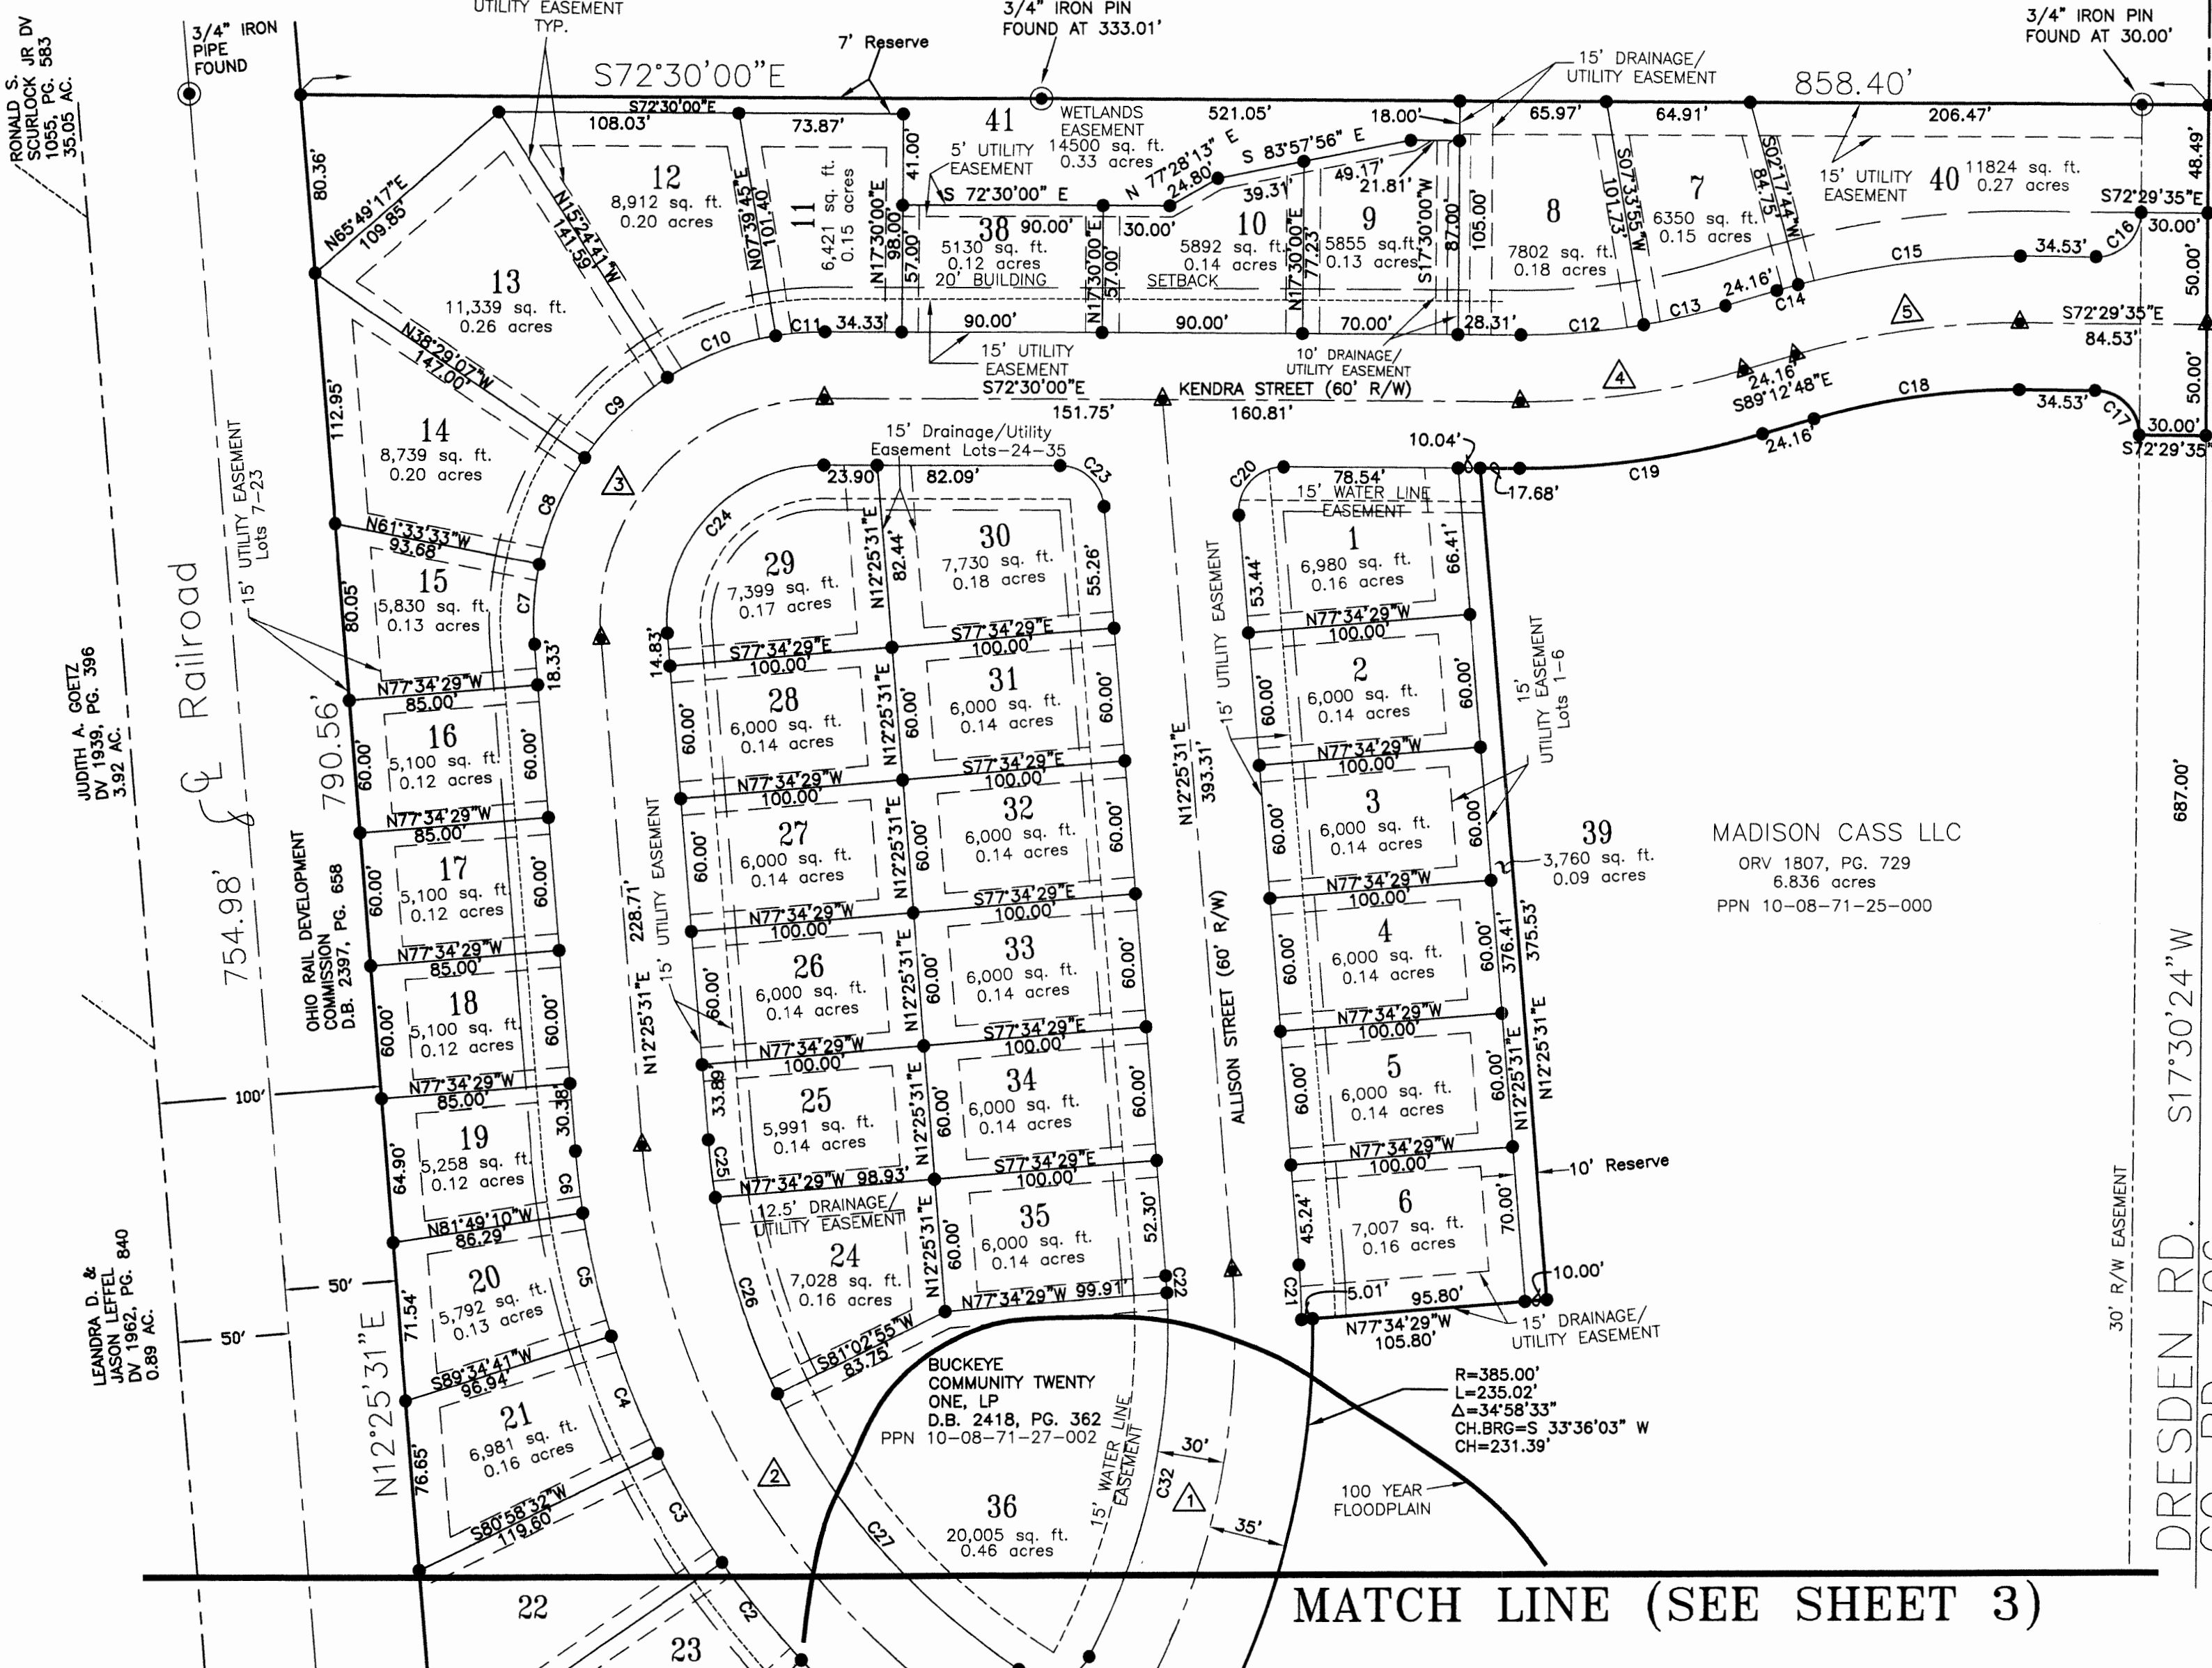 UTILITY EASEMENT
TYP.
3/4" IRON PIN
FOUND AT 333.01'
3/4" IRON PIN
FOUND AT 30.00'
3/4" IRON
PIPE
FOUND
RONALD S.
SCURLOCK JR DV
1055, PG. 583
35.05 AC.
7' Reserve
15' DRAINAGE/
UTILITY EASEMENT
S72°30'00"E
858.40'
S72°30'00"E
108.03'
73.87'
41
WETLANDS
EASEMENT
14500 sq. ft.
0.33 acres
521.05'
18.00'
65.97'
64.91'
206.47'
48.49'
80.36'
N65°49'17"E
109.85'
N15°24'41"W
141.59'
12
8,912 sq. ft.
0.20 acres
N07°39'45"E
101.40
11
6,421 sq. ft.
0.15 acres
N17°30'00"E
98.00'
41.00'
57.00'
5' UTILITY
EASEMENT
S 72°30'00" E
90.00'
38
5130 sq.ft.
0.12 acres
20' BUILDING
SETBACK
N17°30'00"E
57.00'
30.00'
N 77°28'13" E
24.80'
S 83°57'56" E
39.31'
49.17'
21.81'
10
5892 sq.ft.
0.14 acres
N17°30'00"E
77.23'
9
5855 sq.ft.
0.13 acres
S17°30'00"W
87.00'
105.00'
8
7802 sq.ft.
0.18 acres
S07°33'55"W
101.73'
7
6350 sq.ft.
0.15 acres
S02°17'44"W
84.75'
15' UTILITY
EASEMENT
40
11824 sq. ft.
0.27 acres
S72°29'35"E
30.00'
C16
34.53'
C15
50.00'
13
11,339 sq. ft.
0.26 acres
N38°29'07"W
147.00'
C10
C11
34.33'
90.00'
90.00'
70.00'
28.31'
C12
C13
24.16'
C14
5
S72°29'35"E
84.53'
15' UTILITY
EASEMENT
10' DRAINAGE/
UTILITY EASEMENT
S72°30'00"E
KENDRA STREET (60' R/W)
151.75'
160.81'
4
24.16'
S89°12'48"E
C18
34.53'
C17
50.00'
30.00'
S72°29'35"
112.95'
14
8,739 sq. ft.
0.20 acres
C9
C8
3
15' UTILITY EASEMENT
Lots 7-23
15' Drainage/Utility
Easement Lots-24-35
23.90'
82.09'
C23
C24
C20
78.54'
10.04'
17.68'
C19
15' WATER LINE
EASEMENT
N61°33'33"W
93.68'
15
5,830 sq. ft.
0.13 acres
C7
18.33'
80.05'
29
7,399 sq. ft.
0.17 acres
N12°25'31"E
82.44'
30
7,730 sq. ft.
0.18 acres
55.26'
1
6,980 sq. ft.
0.16 acres
53.44'
66.41'
14.83'
S77°34'29"E
100.00'
S77°34'29"E
100.00'
N77°34'29"W
100.00'
℄ Railroad
N77°34'29"W
85.00'
16
5,100 sq. ft.
0.12 acres
60.00'
60.00'
28
6,000 sq. ft.
0.14 acres
60.00'
N12°25'31"E
60.00'
31
6,000 sq. ft.
0.14 acres
60.00'
15' UTILITY EASEMENT
2
6,000 sq. ft.
0.14 acres
60.00'
60.00'
15'
UTILITY EASEMENT
Lots 1-6
JUDITH A. GOETZ
DV 1939, PG. 396
3.92 AC.
790.56'
754.98'
N77°34'29"W
85.00'
N77°34'29"W
100.00'
S77°34'29"E
100.00'
N77°34'29"W
100.00'
N12°25'31"E
393.31'
17
5,100 sq. ft.
0.12 acres
60.00'
60.00'
27
6,000 sq. ft.
0.14 acres
60.00'
N12°25'31"E
60.00'
32
6,000 sq. ft.
0.14 acres
60.00'
3
6,000 sq. ft.
0.14 acres
60.00'
60.00'
39
3,760 sq. ft.
0.09 acres
MADISON CASS LLC
ORV 1807, PG. 729
6.836 acres
PPN 10-08-71-25-000
687.00'
OHIO RAIL DEVELOPMENT
COMMISSION
D.B. 2397, PG. 658
15' UTILITY EASEMENT
N12°25'31"E 228.71'
N77°34'29"W
85.00'
N77°34'29"W
100.00'
S77°34'29"E
100.00'
N77°34'29"W
100.00'
18
5,100 sq. ft.
0.12 acres
60.00'
60.00'
26
6,000 sq. ft.
0.14 acres
60.00'
N12°25'31"E
60.00'
33
6,000 sq. ft.
0.14 acres
60.00'
ALLISON STREET (60' R/W)
4
6,000 sq. ft.
0.14 acres
60.00'
60.00'
376.41'
375.53'
S17°30'24"W
100'
N77°34'29"W
85.00'
N77°34'29"W
100.00'
S77°34'29"E
100.00'
N77°34'29"W
100.00'
19
5,258 sq. ft.
0.12 acres
64.90'
30.38'
C6
25
5,991 sq. ft.
0.14 acres
33.89'
C25
N12°25'31"E
60.00'
34
6,000 sq. ft.
0.14 acres
60.00'
5
6,000 sq. ft.
0.14 acres
60.00'
60.00'
N12°25'31"E
N12°25'31"E
10' Reserve
N81°49'10"W
86.29'
N77°34'29"W 98.93'
12.5' DRAINAGE/
UTILITY EASEMENT
S77°34'29"E
100.00'
N77°34'29"W
100.00'
LEANDRA D. &
JASON LEFFEL
DV 1962, PG. 840
0.89 AC.
50'
50'
20
5,792 sq. ft.
0.13 acres
71.54'
C5
24
7,028 sq. ft.
0.16 acres
C26
N12°25'31"E
60.00'
35
6,000 sq. ft.
0.14 acres
52.30'
C22
6
7,007 sq. ft.
0.16 acres
45.24'
70.00'
C21
5.01'
95.80'
10.00'
N77°34'29"W
105.80'
15' DRAINAGE/
UTILITY EASEMENT
30' R/W EASEMENT
DRESDEN RD.
N12°25'31"E
S89°34'41"W
96.94'
S81°02'55"W
83.75'
N77°34'29"W 99.91'
21
6,981 sq. ft.
0.16 acres
76.65'
C4
BUCKEYE
COMMUNITY TWENTY
ONE, LP
D.B. 2418, PG. 362
PPN 10-08-71-27-002
15' WATER LINE
EASEMENT
R=385.00'
L=235.02'
Δ=34°58'33"
CH.BRG=S 33°36'03" W
CH=231.39'
30'
C32
1
35'
2
100 YEAR
FLOODPLAIN
S80°58'32"W
119.60'
C3
C27
36
20,005 sq. ft.
0.46 acres
MATCH LINE (SEE SHEET 3)
22
C2
23